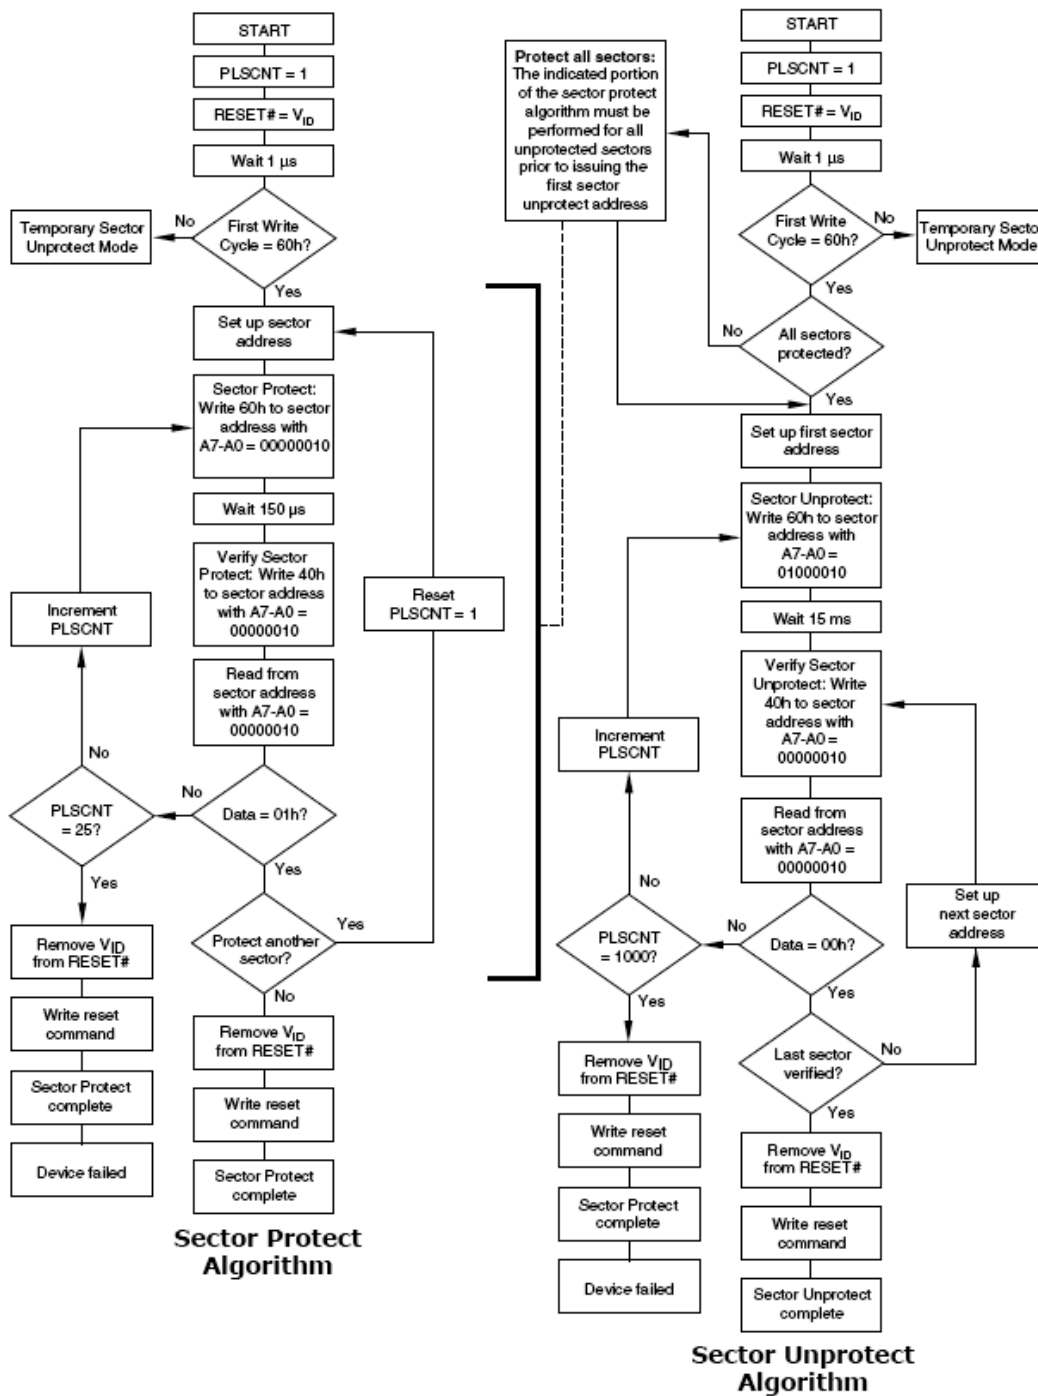 START
PLSCNT = 1
RESET# = VID
Wait 1 µs
First Write
Cycle = 60h?
No
Temporary Sector
Unprotect Mode
Yes
Set up sector
address
Sector Protect:
Write 60h to sector
address with
A7-A0 = 00000010
Wait 150 µs
Verify Sector
Protect: Write 40h
to sector address
with A7-A0 =
00000010
Read from
sector address
with A7-A0 =
00000010
Data = 01h?
No
PLSCNT
= 25?
No
Increment
PLSCNT
Yes
Remove VID
from RESET#
Write reset
command
Sector Protect
complete
Device failed
Yes
Protect another
sector?
Yes
Reset
PLSCNT = 1
No
Remove VID
from RESET#
Write reset
command
Sector Protect
complete
Sector Protect
Algorithm
Protect all sectors:
The indicated portion
of the sector protect
algorithm must be
performed for all
unprotected sectors
prior to issuing the
first sector
unprotect address
START
PLSCNT = 1
RESET# = VID
Wait 1 µs
First Write
Cycle = 60h?
No
Temporary Sector
Unprotect Mode
Yes
All sectors
protected?
No
Yes
Set up first sector
address
Sector Unprotect:
Write 60h to sector
address with
A7-A0 =
01000010
Wait 15 ms
Verify Sector
Unprotect: Write
40h to sector
address with
A7-A0 =
00000010
Read from
sector address
with A7-A0 =
00000010
Data = 00h?
No
PLSCNT
= 1000?
No
Increment
PLSCNT
Yes
Remove VID
from RESET#
Write reset
command
Sector Protect
complete
Device failed
Yes
Last sector
verified?
No
Set up
next sector
address
Yes
Remove VID
from RESET#
Write reset
command
Sector Unprotect
complete
Sector Unprotect
Algorithm